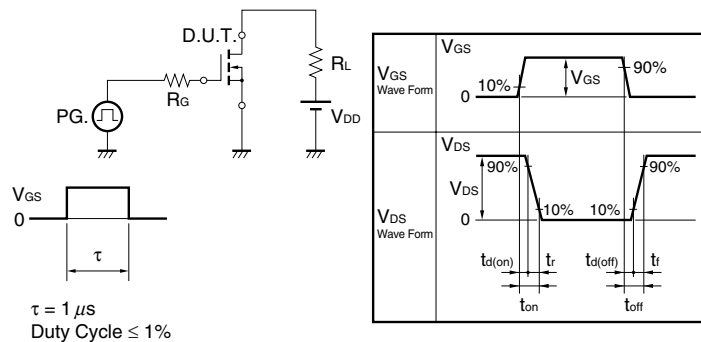 D.U.T.
RL
RG
PG.
VDD
VGS
0
τ
τ = 1 μs
Duty Cycle ≤ 1%
VGS
Wave Form
VGS
10%
VGS
90%
0
VDS
Wave Form
VDS
90%
VDS
10%
0
10%
90%
td(on) tr td(off) tf
ton toff